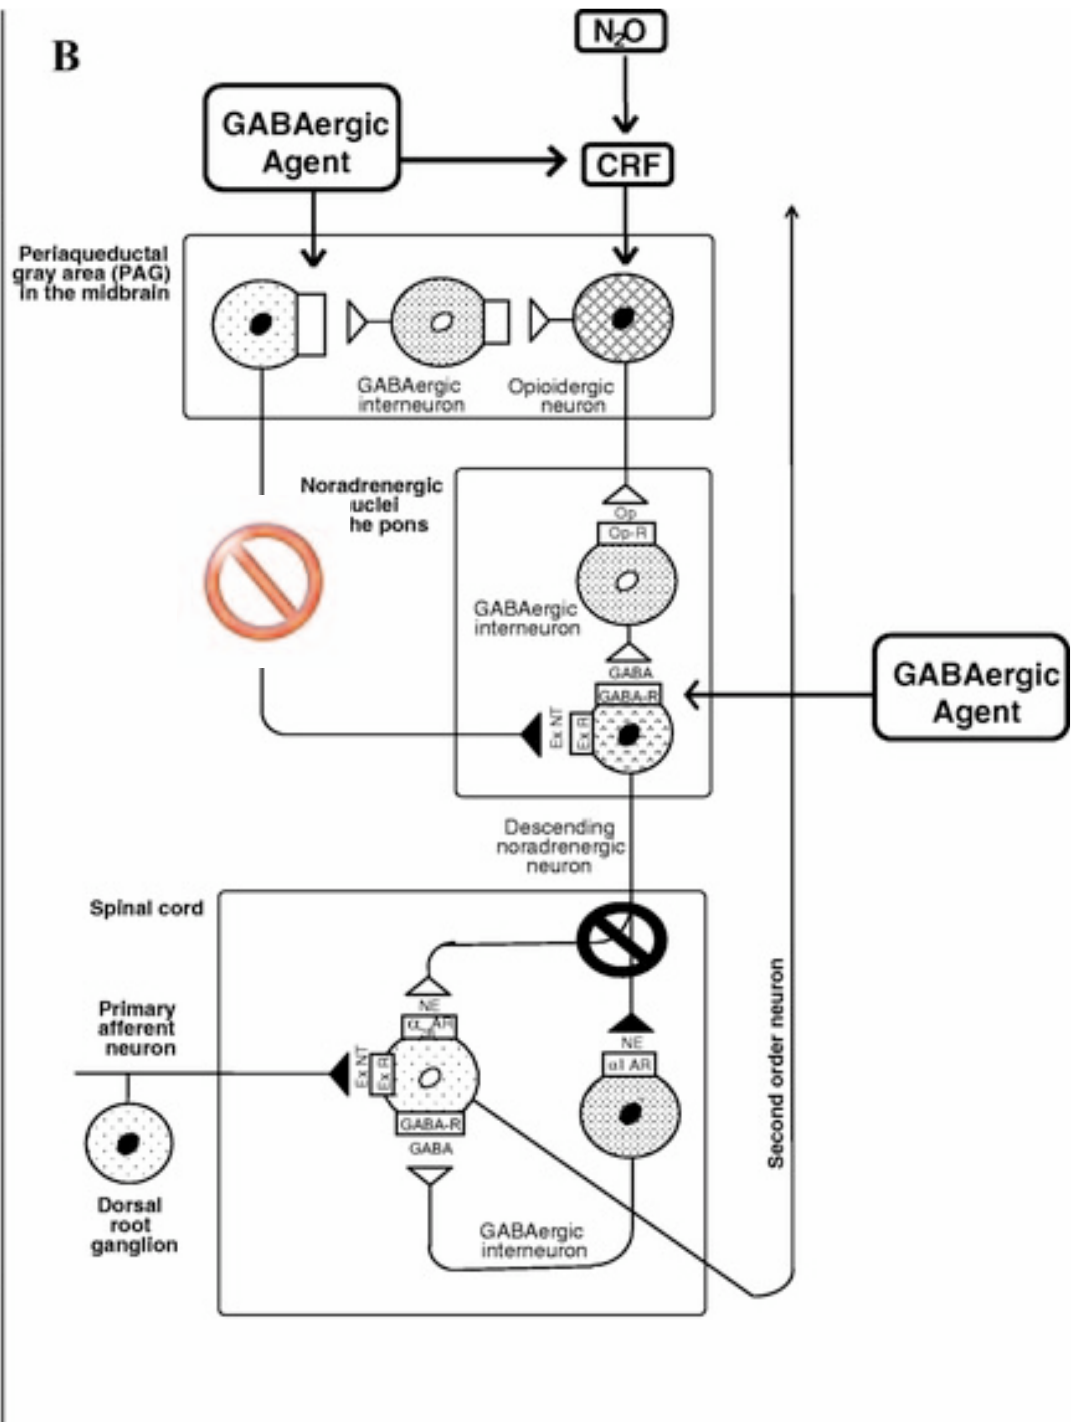 B
N₂O
GABAergic
Agent
CRF
Periaqueductal
gray area (PAG)
in the midbrain
GABAergic
interneuron
Opioidergic
neuron
Noradrenergic
uclei
he pons
Op
Op-R
GABAergic
interneuron
GABA
GABA-R
Ex NT
Ex R
GABAergic
Agent
Descending
noradrenergic
neuron
Spinal cord
NE
AR
Ex NT
Ex R
GABA-R
GABA
NE
α1 AR
Primary
afferent
neuron
Dorsal
root
ganglion
GABAergic
interneuron
Second order neuron